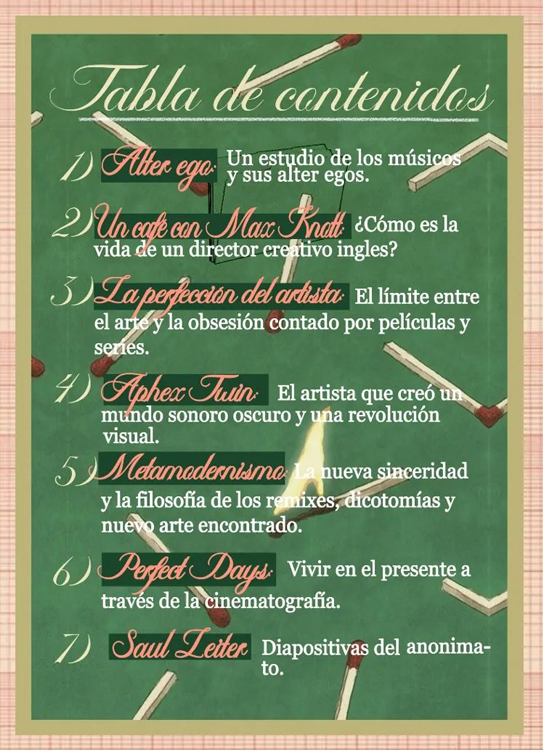 Tabla de contenidos
1) Alter ego: Un estudio de los músicos
y sus alter egos.
2) Un café con Max Knott: ¿Cómo es la
vida de un director creativo ingles?
3) La perfección del artista: El límite entre
el arte y la obsesión contado por películas y
series.
4) Aphex Twin: El artista que creó un
mundo sonoro oscuro y una revolución
visual.
5) Metamodernismo: La nueva sinceridad
y la filosofía de los remixes, dicotomías y
nuevo arte encontrado.
6) Perfect Days: Vivir en el presente a
través de la cinematografía.
7) Saul Leiter Diapositivas del anonima-
to.